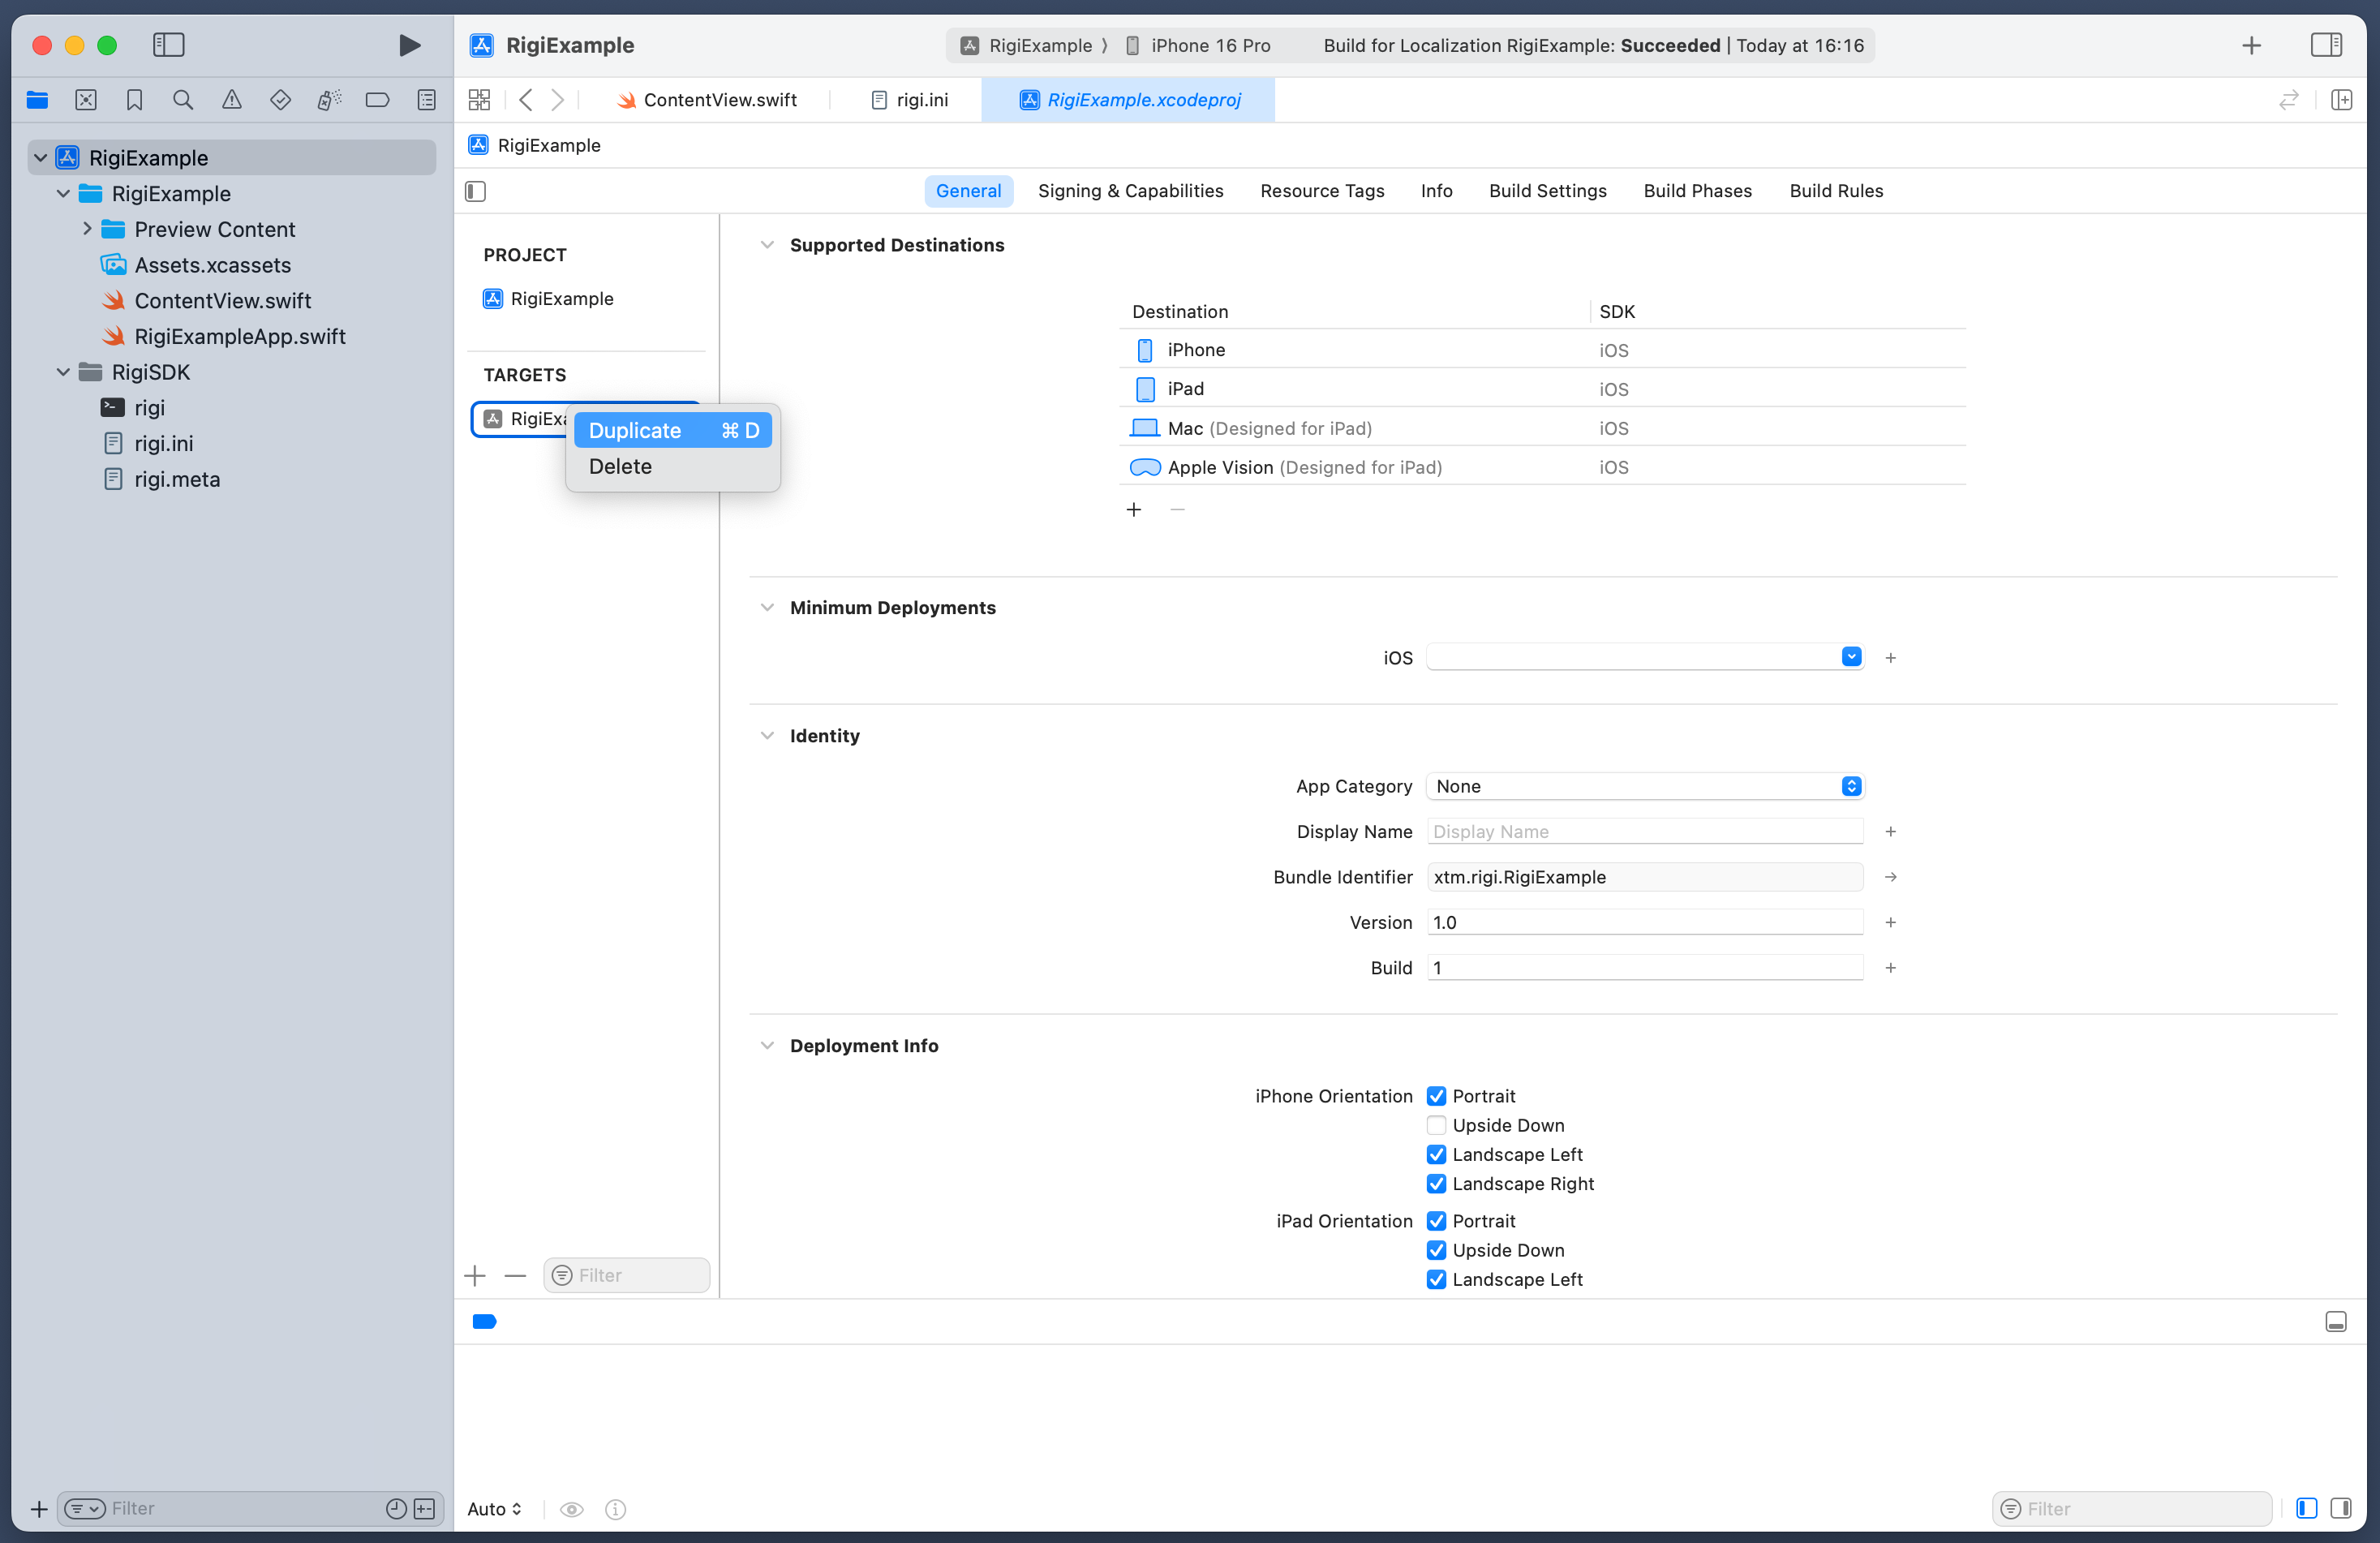 RigiExample
RigiExample ⟩ iPhone 16 Pro
Build for Localization RigiExample: Succeeded | Today at 16:16
ContentView.swift
rigi.ini
RigiExample.xcodeproj
RigiExample
RigiExample
Preview Content
Assets.xcassets
ContentView.swift
RigiExampleApp.swift
RigiSDK
rigi
rigi.ini
rigi.meta
Filter
RigiExample
General
Signing & Capabilities
Resource Tags
Info
Build Settings
Build Phases
Build Rules
PROJECT
RigiExample
TARGETS
RigiExa
Duplicate ⌘ D
Delete
Filter
Supported Destinations
Destination SDK
iPhone iOS
iPad iOS
Mac (Designed for iPad) iOS
Apple Vision (Designed for iPad) iOS
Minimum Deployments
iOS
Identity
App Category None
Display Name Display Name
Bundle Identifier xtm.rigi.RigiExample
Version 1.0
Build 1
Deployment Info
iPhone Orientation Portrait
Upside Down
Landscape Left
Landscape Right
iPad Orientation Portrait
Upside Down
Landscape Left
Auto
Filter